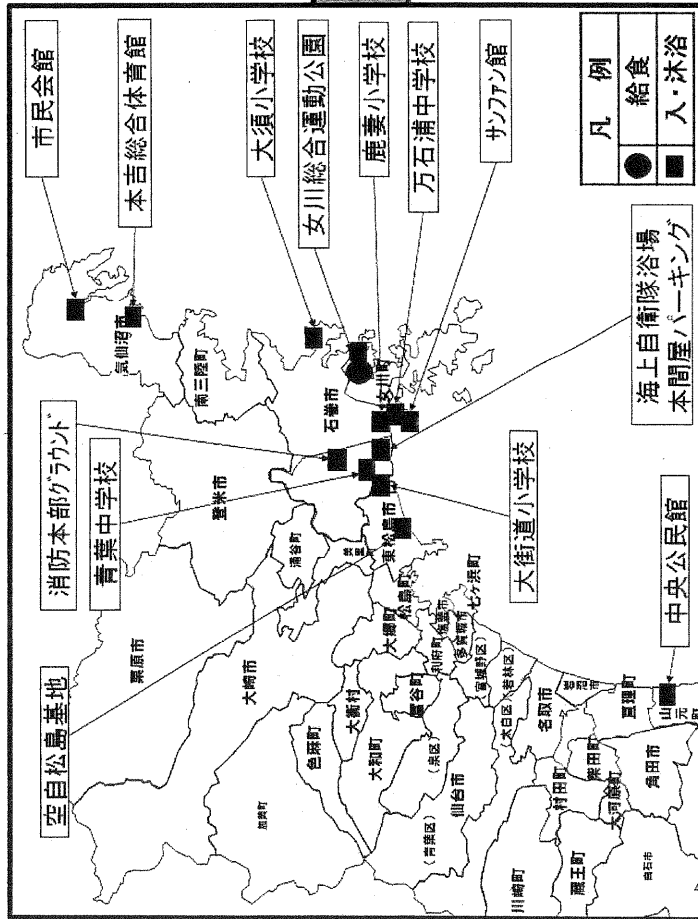 市民会館
本吉総合体育館
大須小学校
女川総合運動公園
鹿妻小学校
万石浦中学校
サンファン館
凡 例
給食
入・沐浴
海上自衛隊浴場
本間屋パーキング
大街道小学校
中央公民館
消防本部グラウンド
青葉中学校
空自松島基地
気仙沼市
南三陸町
石巻市
女川町
登米市
涌谷町
美里町
東松島市
松島町
栗原市
大崎市
大郷町
利府町
塩釜市
多賀城市
七ヶ浜町
(宮城野区)
(若林区)
(太白区)
色麻町
大衡村
大和町
富谷町
(泉区)
仙台市
(青葉区)
加美町
名取市
岩沼市
亘理町
山元町
川崎町
村田町
柴田町
大河原町
角田市
蔵王町
白石市